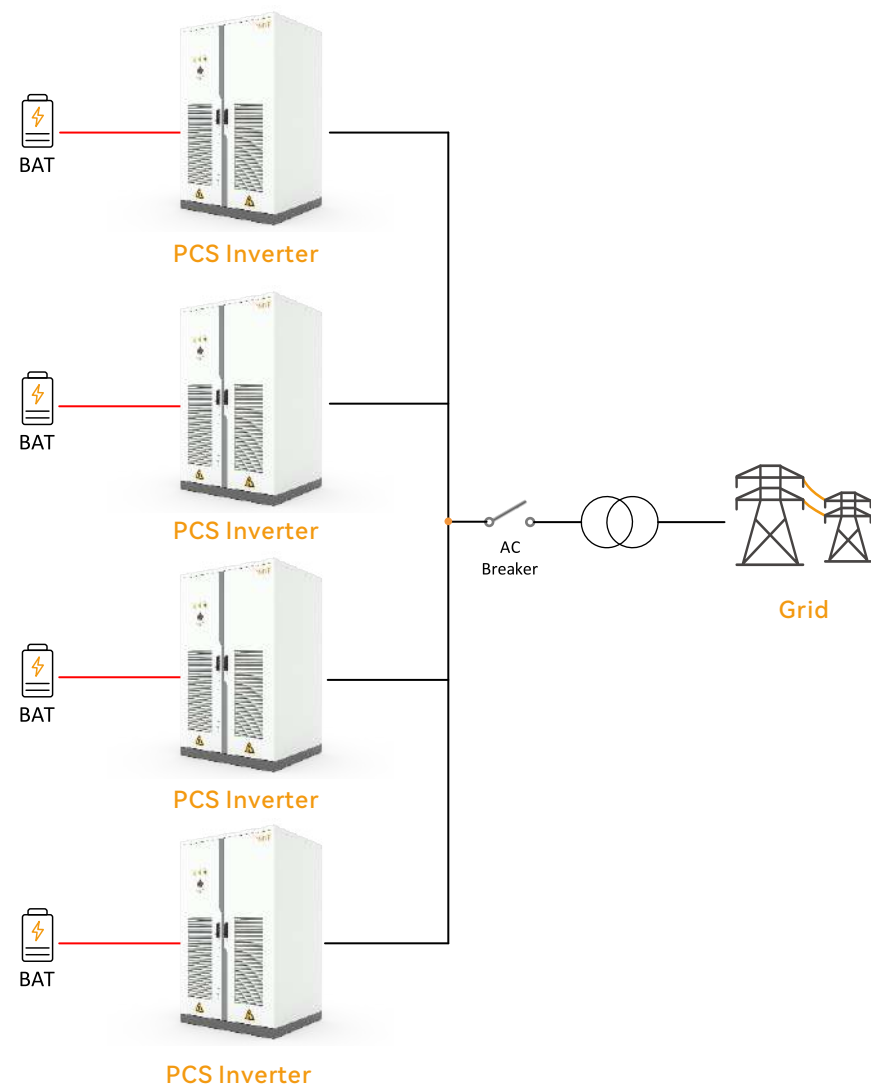 BAT
PCS Inverter
BAT
PCS Inverter
AC
Breaker
Grid
BAT
PCS Inverter
BAT
PCS Inverter